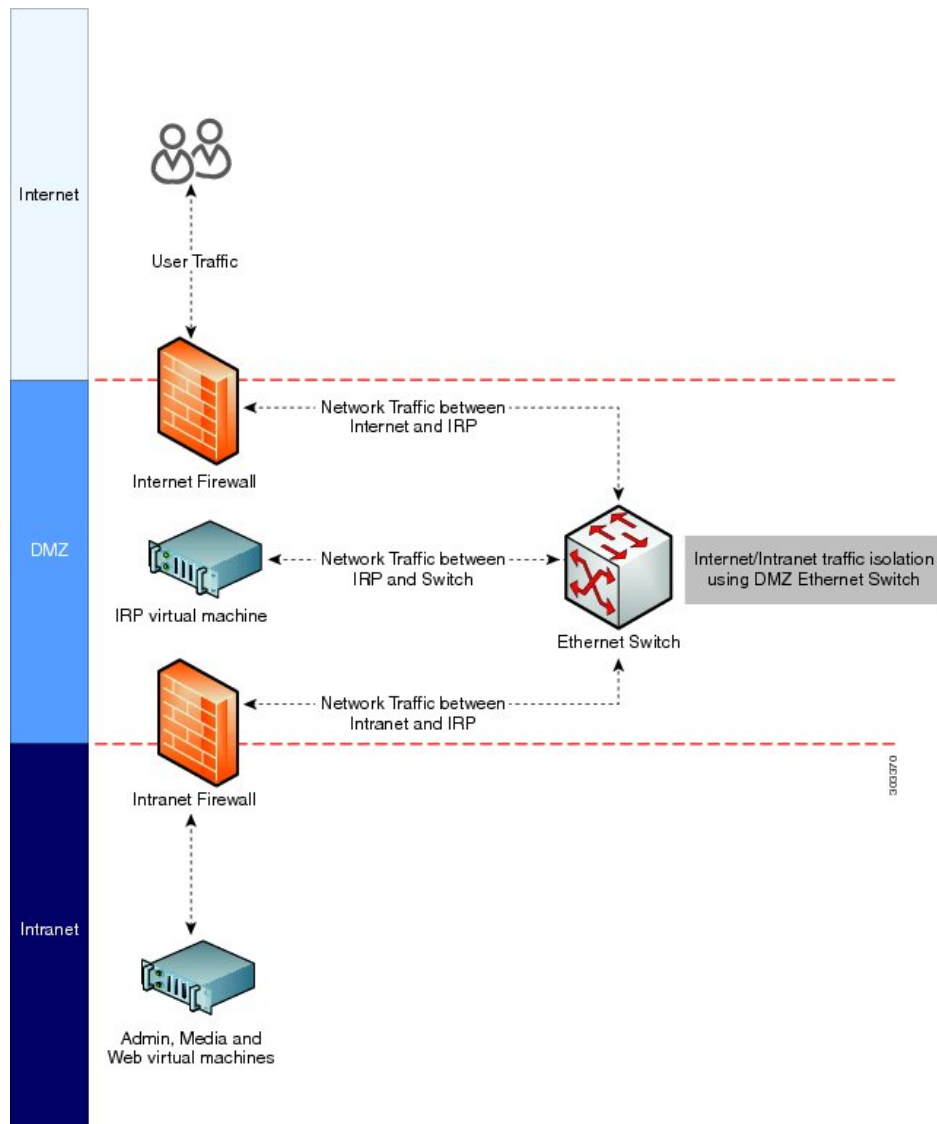 Internet
User Traffic
Network Traffic between
Internet and IRP
Internet Firewall
DMZ
Network Traffic between
IRP and Switch
Internet/Intranet traffic isolation
using DMZ Ethernet Switch
IRP virtual machine
Ethernet Switch
Network Traffic between
Intranet and IRP
303370
Intranet Firewall
Intranet
Admin, Media and
Web virtual machines